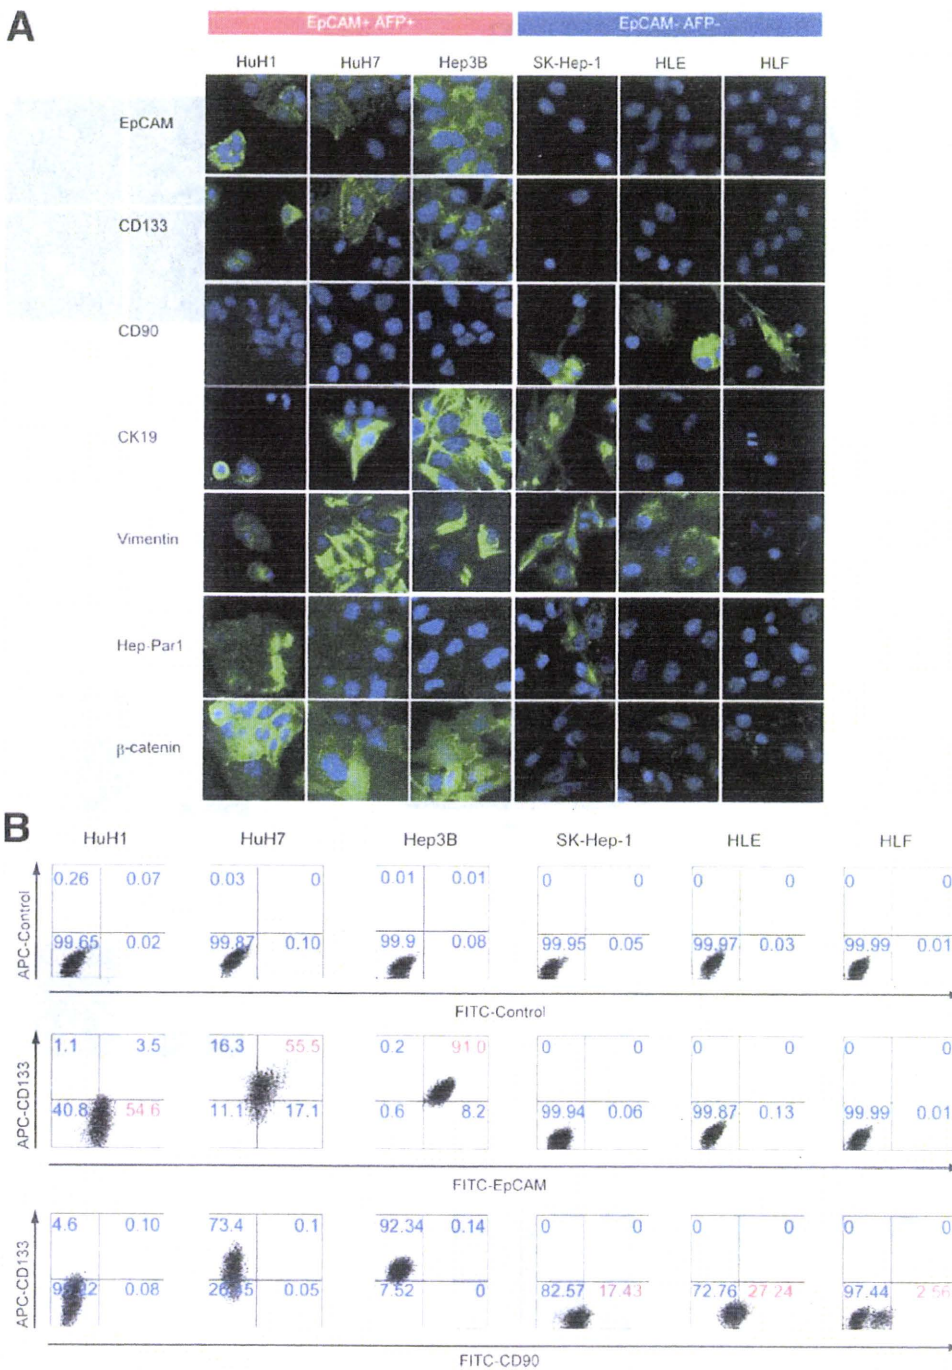 A
EpCAM+ AFP+ EpCAM- AFP-
HuH1 HuH7 Hep3B SK-Hep-1 HLE HLF
EpCAM
CD133
CD90
CK19
Vimentin
Hep-Par1
β-catenin
B
HuH1 HuH7 Hep3B SK-Hep-1 HLE HLF
APC-Control
0.26 0.07 0.03 0 0.01 0.01 0 0 0 0 0 0
99.65 0.02 99.87 0.10 99.9 0.08 99.95 0.05 99.97 0.03 99.99 0.01
FITC-Control
APC-CD133
1.1 3.5 16.3 55.5 0.2 91.0 0 0 0 0 0 0
40.8 54.6 11.1 17.1 0.6 8.2 99.94 0.06 99.87 0.13 99.99 0.01
FITC-EpCAM
APC-CD133
4.6 0.10 73.4 0.1 92.34 0.14 0 0 0 0 0 0
0.08 0.05 7.52 0 82.57 17.43 72.76 27.24 97.44 2.56
FITC-CD90